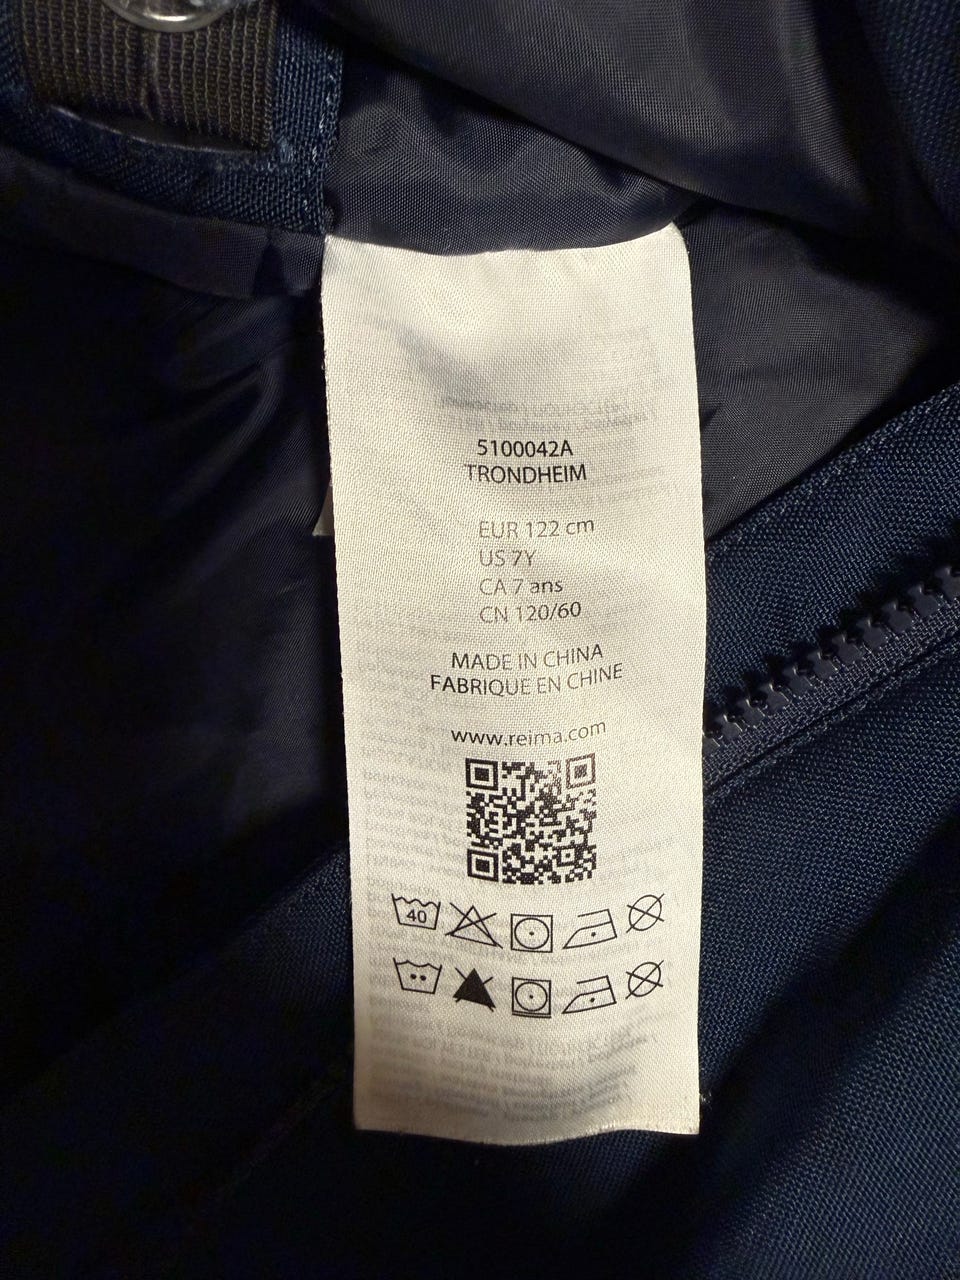 5100042A
TRONDHEIM
EUR 122 cm
US 7Y
CA 7 ans
CN 120/60
MADE IN CHINA
FABRIQUE EN CHINE
www.reima.com
40